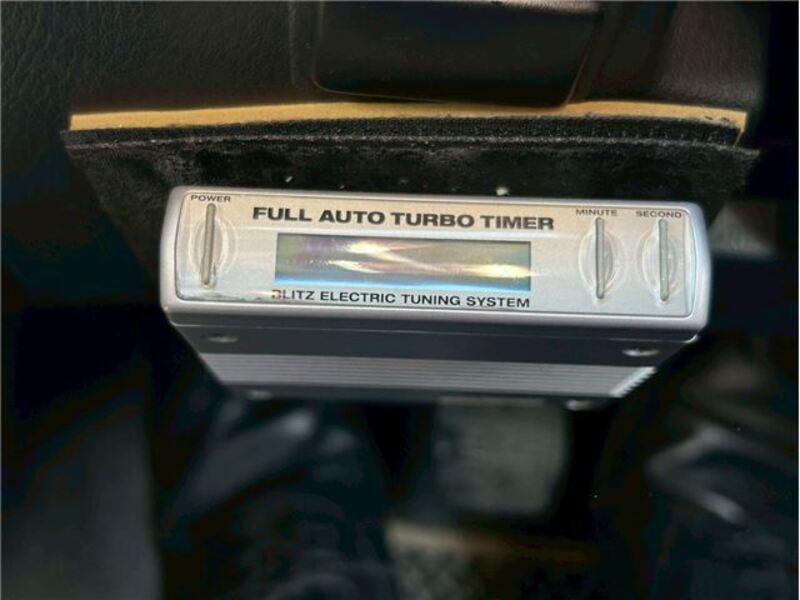 POWER
FULL AUTO TURBO TIMER
MINUTE
SECOND
BLITZ ELECTRIC TUNING SYSTEM